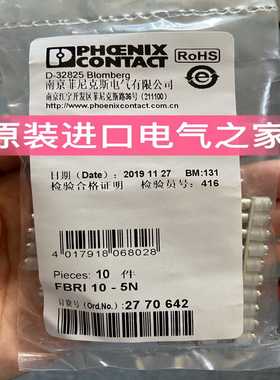 PHOENIX
CONTACT
RoHS
D-32825 Blomberg
南京菲尼克斯电气有限公司
南京江宁开发区菲尼克斯路36号 (211100)
http://www.phoenixcontact.com.cn
原装进口电气之家
日期 (Date): 2019 11 27 BM:131
检验合格证明 检验员号: 416
4 017918 068028
Pieces: 10 件
FBRI 10 - 5N
订货号 (Ord.No.) :27 70 642